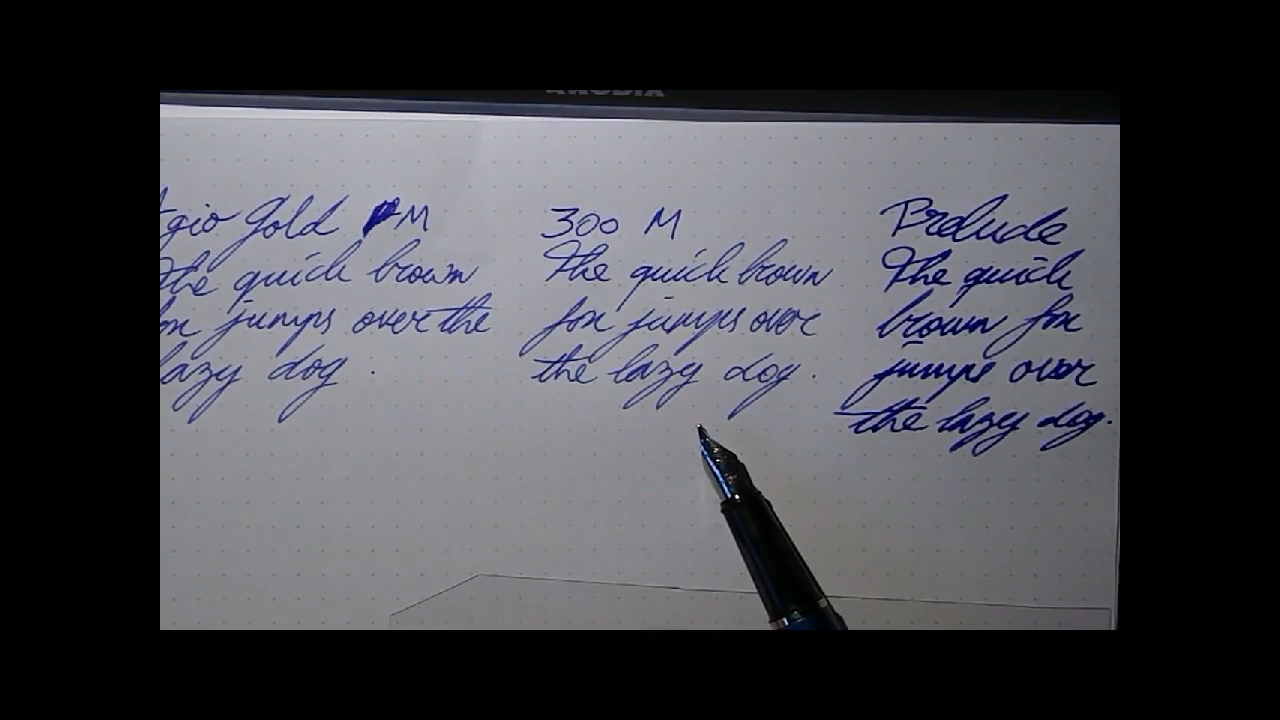 gio Gold M
The quick brown
fox jumps over the
lazy dog.
300 M
The quick brown
fox jumps over
the lazy dog.
Prelude
The quick
brown fox
jumps over
the lazy dog.